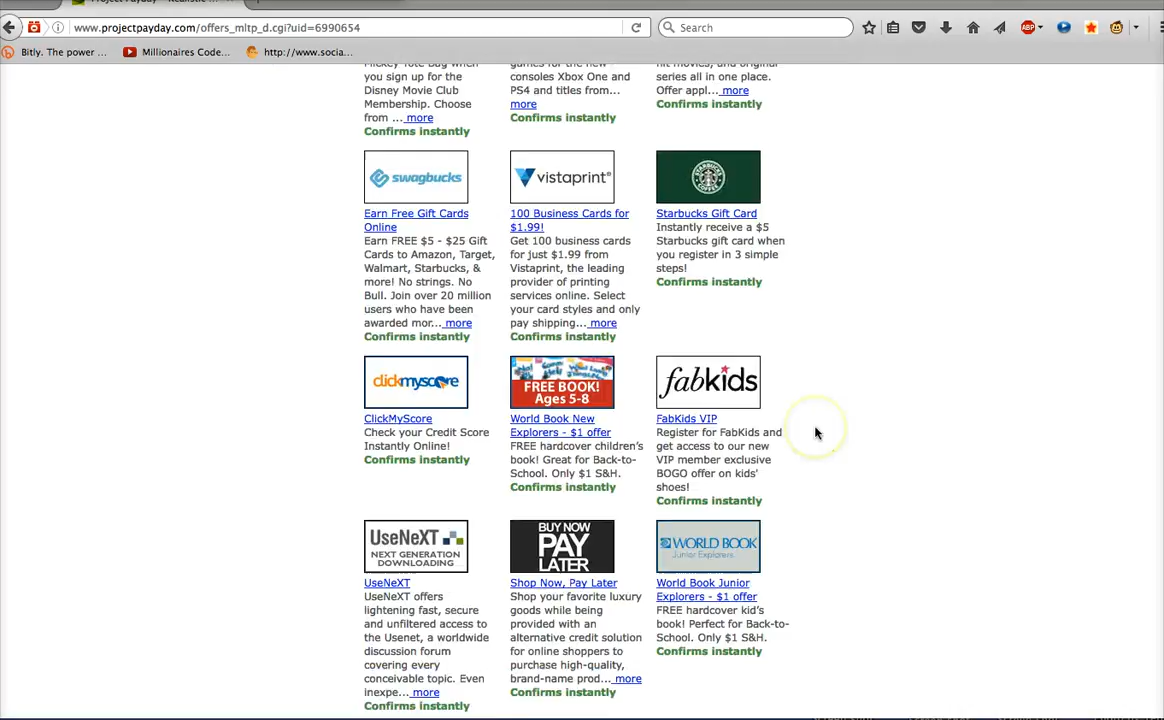 Project Payday - Realistic
www.projectpayday.com/offers_mltp_d.cgi?uid=6990654
Search
ABP
Bitly. The power ...
Millionaires Code...
http://www.socia...
Mickey Tote Bag when
you sign up for the
Disney Movie Club
Membership. Choose
from ... more
Confirms instantly
games for the new
consoles Xbox One and
PS4 and titles from...
more
Confirms instantly
hit movies, and original
series all in one place.
Offer appl... more
Confirms instantly
swagbucks
Earn Free Gift Cards
Online
Earn FREE $5 - $25 Gift
Cards to Amazon, Target,
Walmart, Starbucks, &
more! No strings. No
Bull. Join over 20 million
users who have been
awarded mor... more
Confirms instantly
vistaprint®
100 Business Cards for
$1.99!
Get 100 business cards
for just $1.99 from
Vistaprint, the leading
provider of printing
services online. Select
your card styles and only
pay shipping... more
Confirms instantly
Starbucks Gift Card
Instantly receive a $5
Starbucks gift card when
you register in 3 simple
steps!
Confirms instantly
clickmyscore
ClickMyScore
Check your Credit Score
Instantly Online!
Confirms instantly
FREE BOOK!
Ages 5-8
World Book New
Explorers - $1 offer
FREE hardcover children's
book! Great for Back-to-
School. Only $1 S&H.
Confirms instantly
fabkids
FabKids VIP
Register for FabKids and
get access to our new
VIP member exclusive
BOGO offer on kids'
shoes!
Confirms instantly
UseNeXT
NEXT GENERATION
DOWNLOADING
UseNeXT
UseNeXT offers
lightening fast, secure
and unfiltered access to
the Usenet, a worldwide
discussion forum
covering every
conceivable topic. Even
inexpe... more
Confirms instantly
BUY NOW
PAY
LATER
Shop Now, Pay Later
Shop your favorite luxury
goods while being
provided with an
alternative credit solution
for online shoppers to
purchase high-quality,
brand-name prod... more
Confirms instantly
WORLD BOOK
Junior Explorers
World Book Junior
Explorers - $1 offer
FREE hardcover kid's
book! Perfect for Back-to-
School. Only $1 S&H.
Confirms instantly